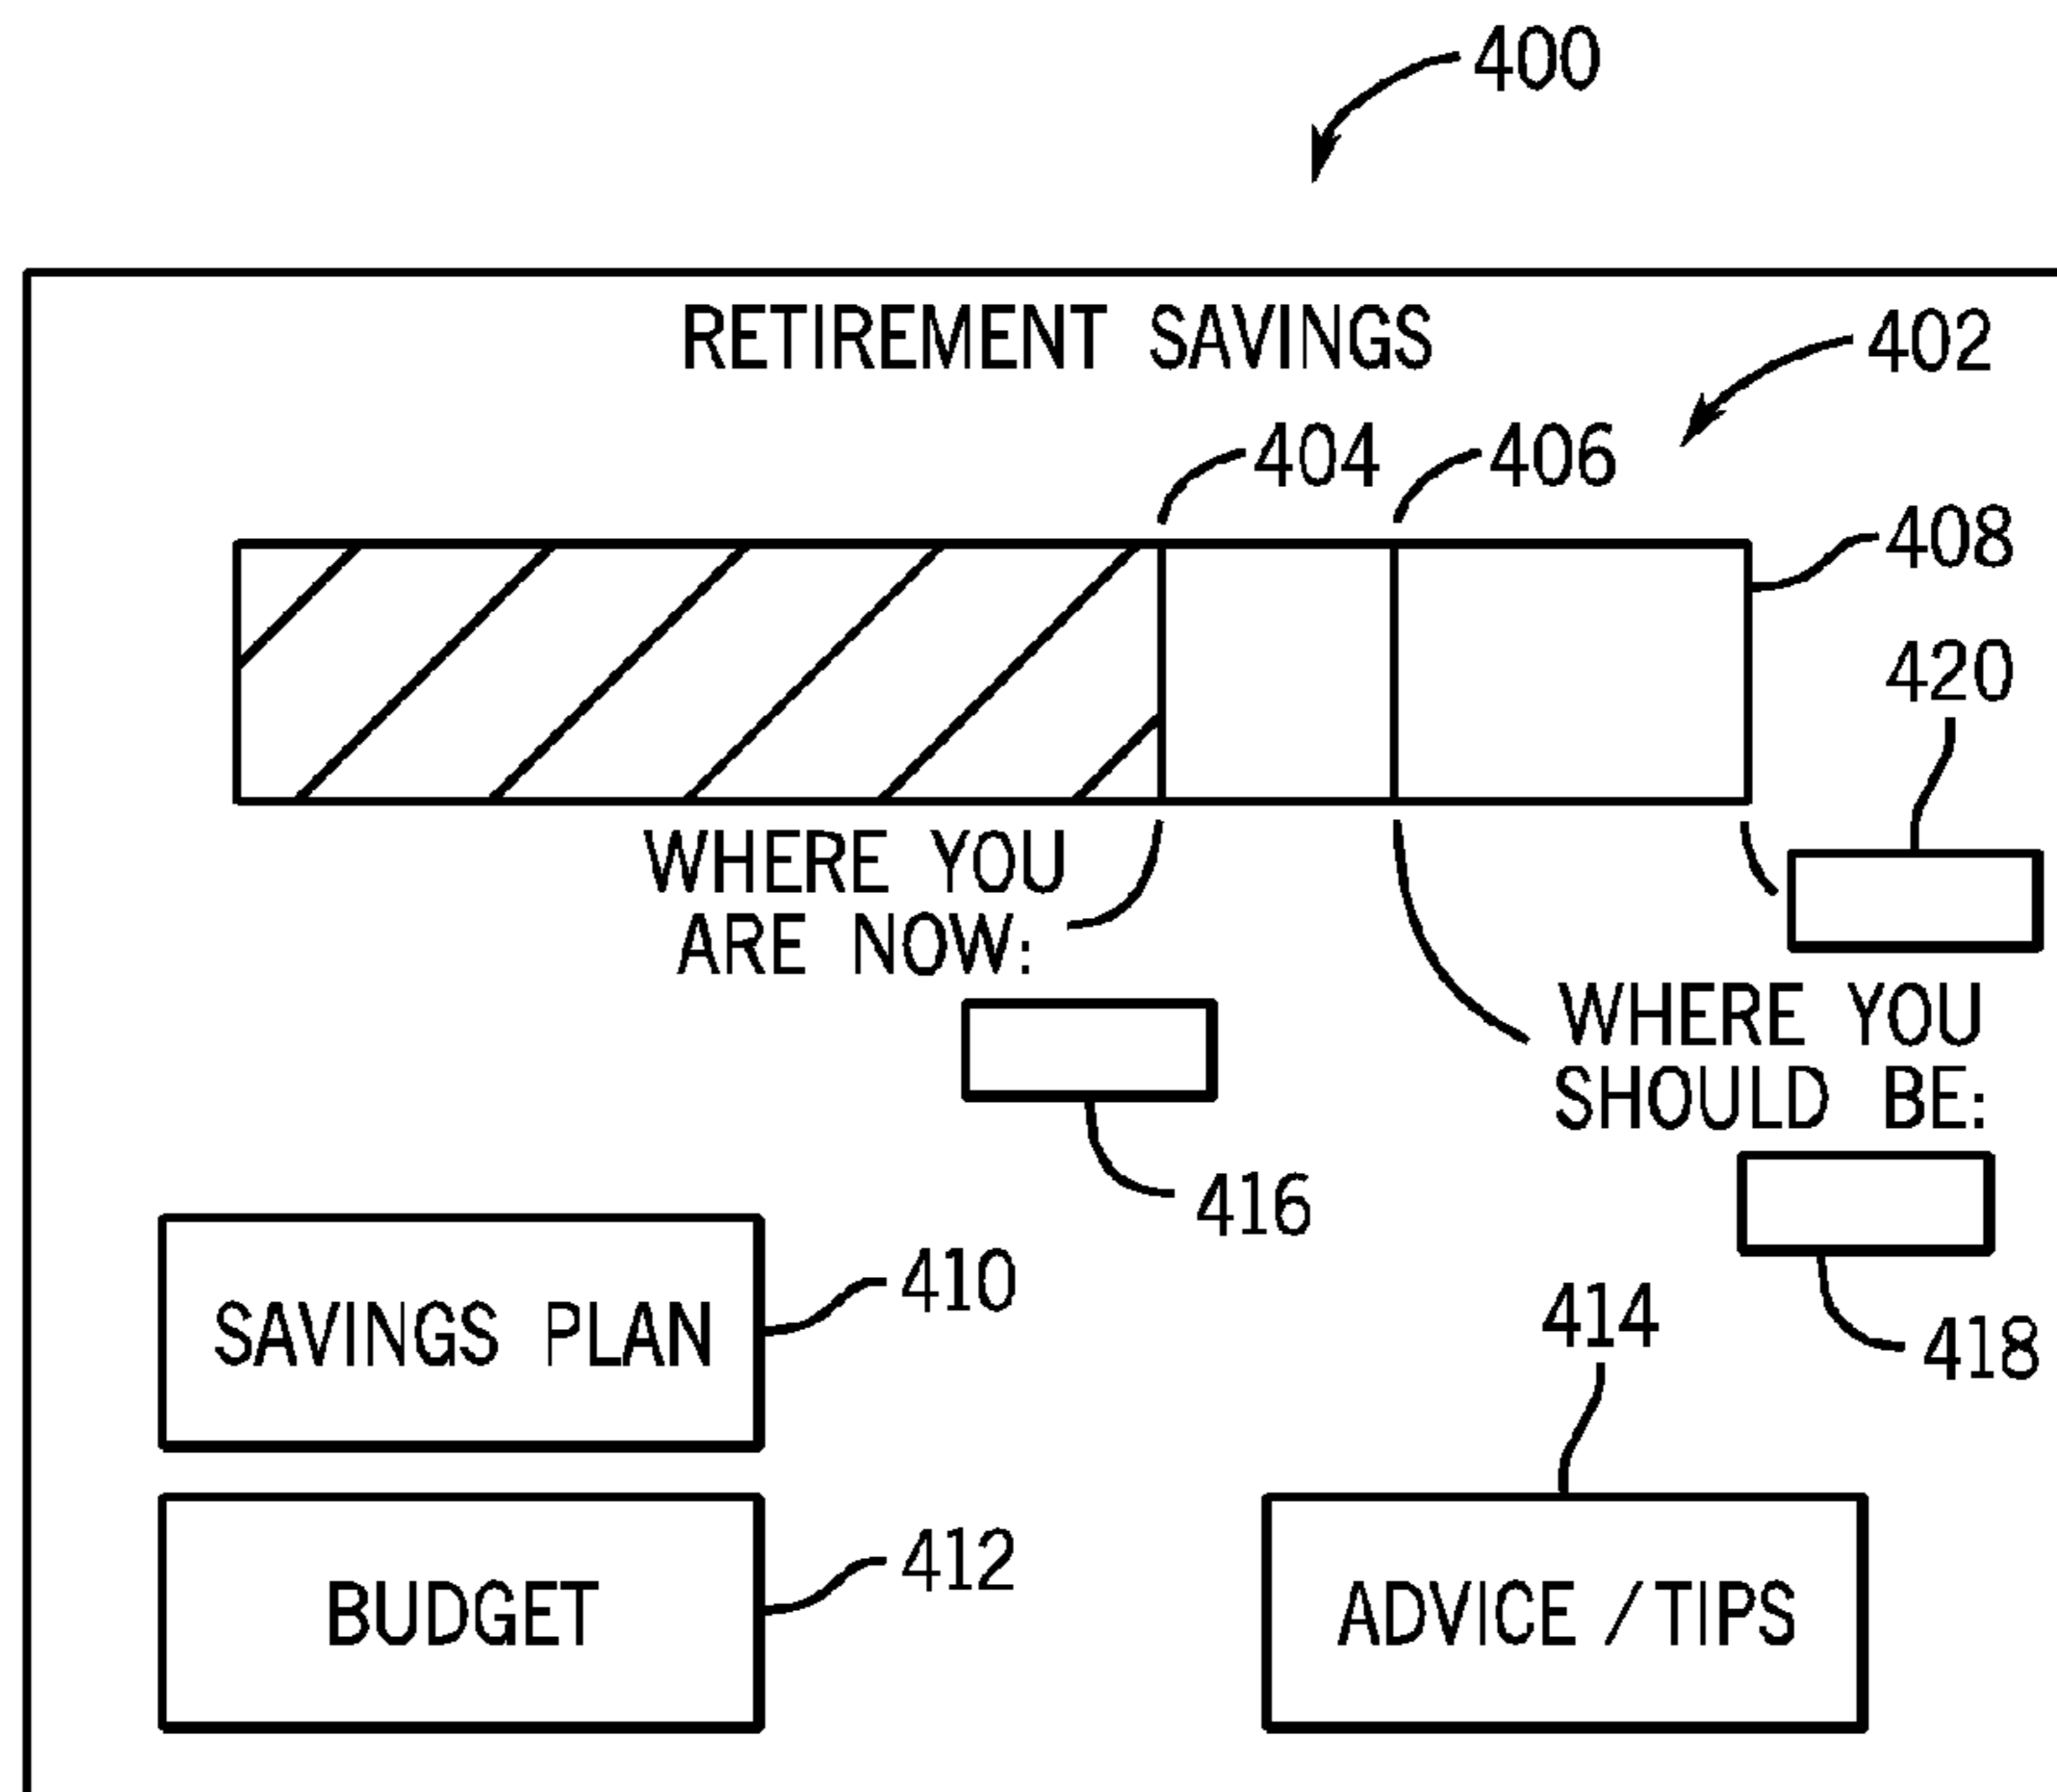 400
RETIREMENT SAVINGS
402
404
406
408
420
WHERE YOU
ARE NOW:
WHERE YOU
SHOULD BE:
416
418
SAVINGS PLAN
410
414
BUDGET
412
ADVICE / TIPS